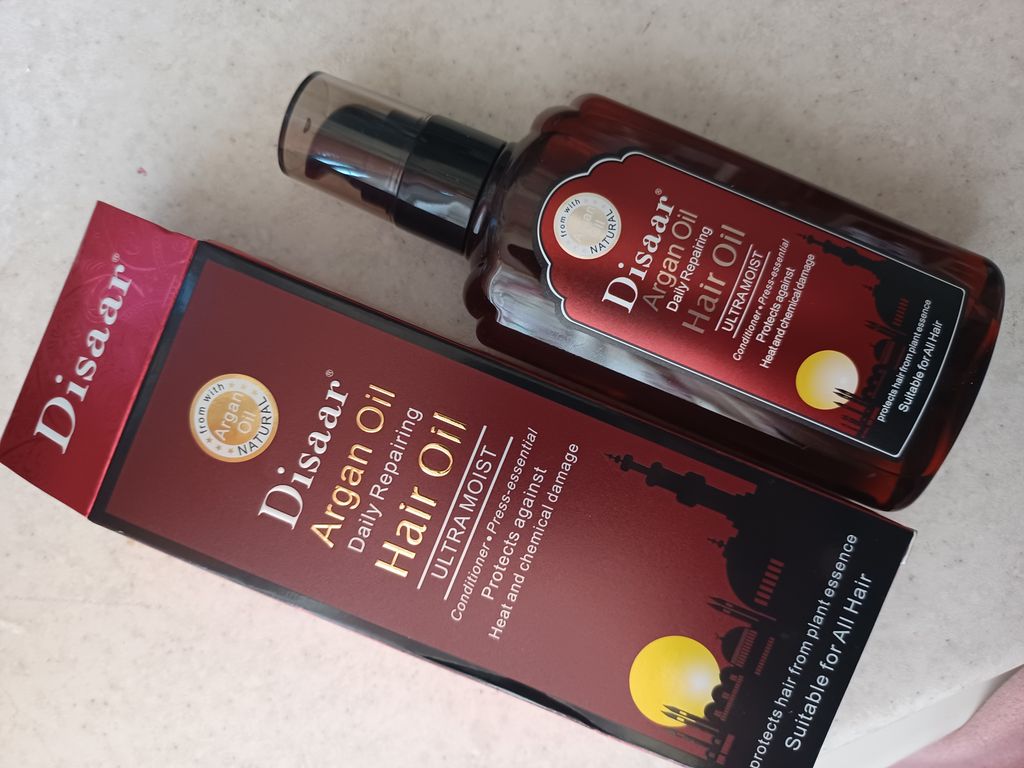 Disaar®
from with
Argan
Oil
NATURAL
Disaar®
Argan Oil
Daily Repairing
Hair Oil
ULTRA MOIST
Conditioner • Press-essential
Protects against
Heat and chemical damage
protects hair from plant essence
Suitable for All Hair
from with
Argan
Oil
NATURAL
Disaar®
Argan Oil
Daily Repairing
Hair Oil
ULTRA MOIST
Conditioner • Press-essential
Protects against
Heat and chemical damage
protects hair from plant essence
Suitable for All Hair